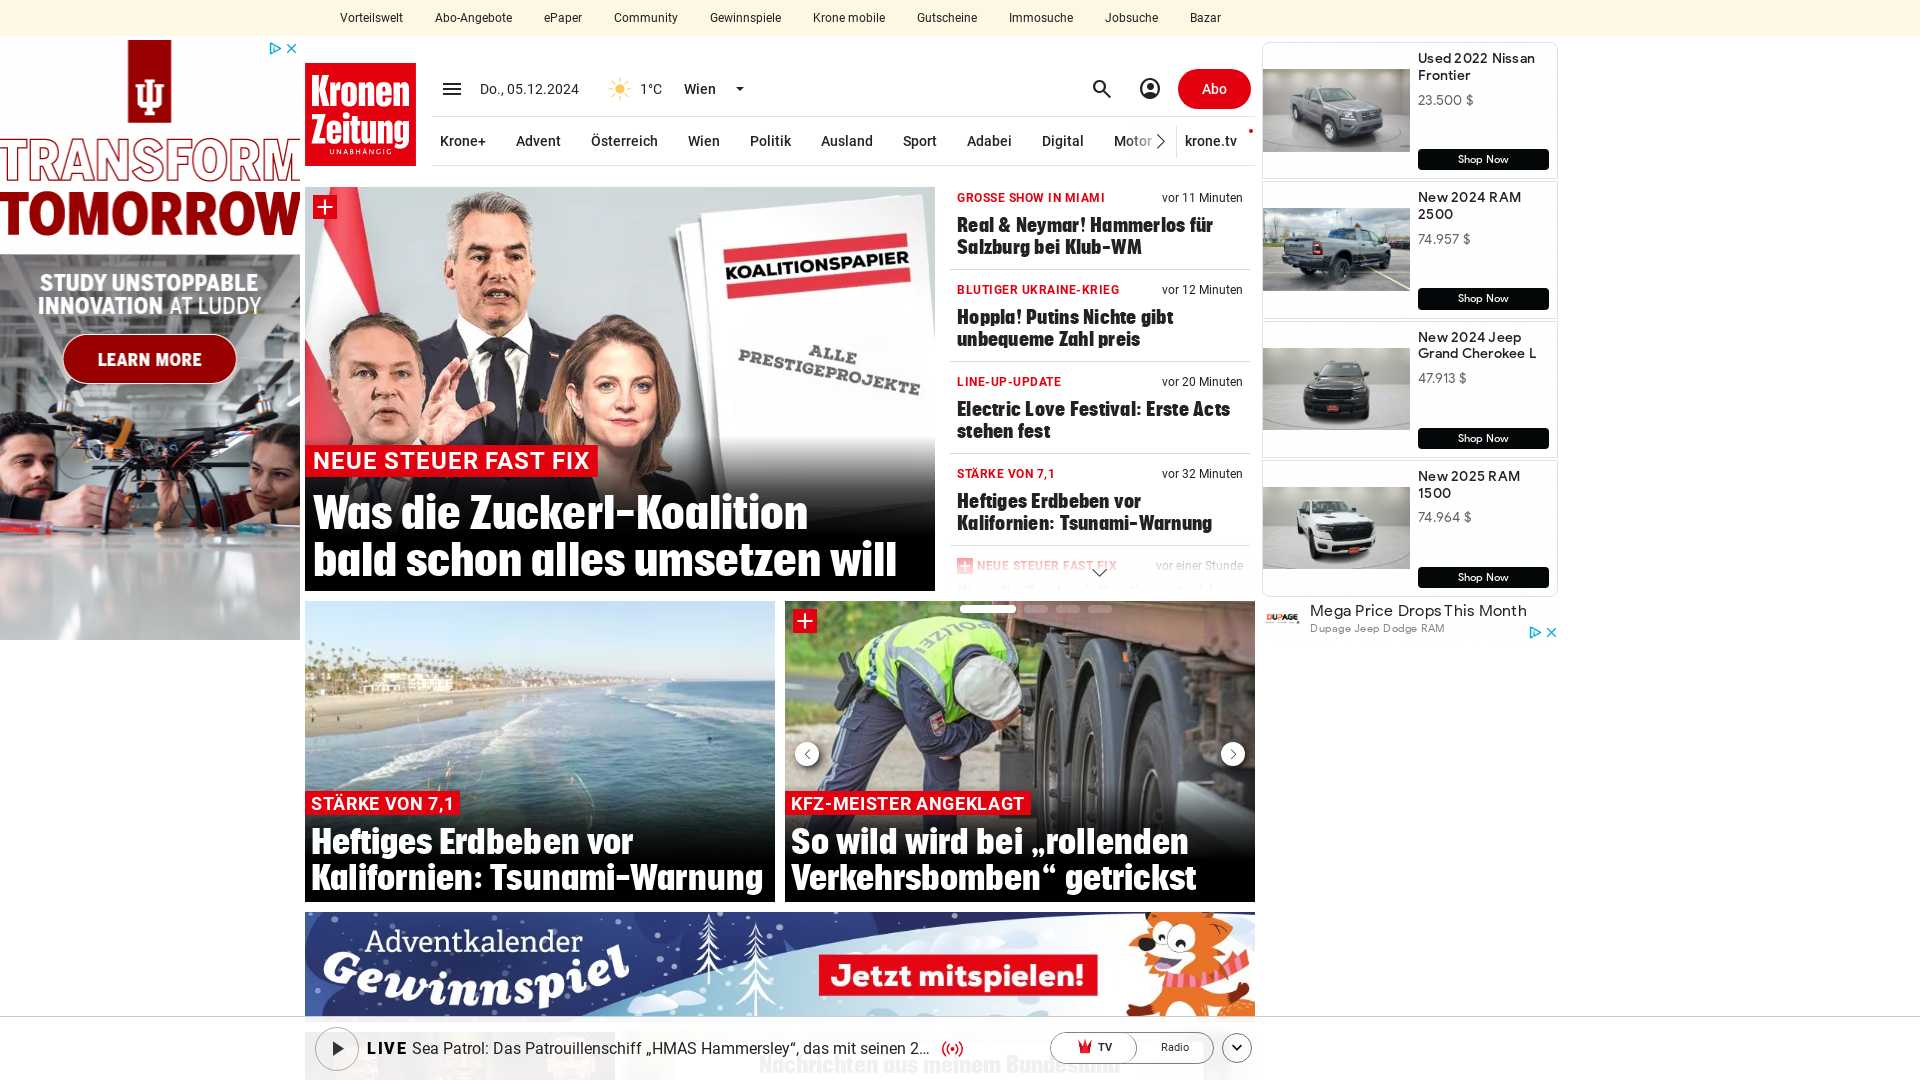 Vorteilswelt Abo-Angebote ePaper Community Gewinnspiele Krone mobile Gutscheine Immosuche Jobsuche Bazar
TRANSFORM
TOMORROW
STUDY UNSTOPPABLE
INNOVATION AT LUDDY
LEARN MORE
Kronen
Zeitung
UNABHÄNGIG
Do., 05.12.2024 1°C Wien
Abo
Krone+ Advent Österreich Wien Politik Ausland Sport Adabei Digital Motor krone.tv
KOALITIONSPAPIER
ALLE
PRESTIGEPROJEKTE
NEUE STEUER FAST FIX
Was die Zuckerl-Koalition
bald schon alles umsetzen will
GROSSE SHOW IN MIAMI vor 11 Minuten
Real & Neymar! Hammerlos für
Salzburg bei Klub-WM
BLUTIGER UKRAINE-KRIEG vor 12 Minuten
Hoppla! Putins Nichte gibt
unbequeme Zahl preis
LINE-UP-UPDATE vor 20 Minuten
Electric Love Festival: Erste Acts
stehen fest
STÄRKE VON 7,1 vor 32 Minuten
Heftiges Erdbeben vor
Kalifornien: Tsunami-Warnung
NEUE STEUER FAST FIX vor einer Stunde
STÄRKE VON 7,1
Heftiges Erdbeben vor
Kalifornien: Tsunami-Warnung
POLIZEI
KFZ-MEISTER ANGEKLAGT
So wild wird bei „rollenden
Verkehrsbomben“ getrickst
Adventkalender
Gewinnspiel
Jetzt mitspielen!
LIVE Sea Patrol: Das Patrouillenschiff „HMAS Hammersley“, das mit seinen 2...
TV Radio
Nachrichten aus meinem Bundesland
Used 2022 Nissan
Frontier
23.500 $
Shop Now
New 2024 RAM
2500
74.957 $
Shop Now
New 2024 Jeep
Grand Cherokee L
47.913 $
Shop Now
New 2025 RAM
1500
74.964 $
Shop Now
DUPAGE
Mega Price Drops This Month
Dupage Jeep Dodge RAM